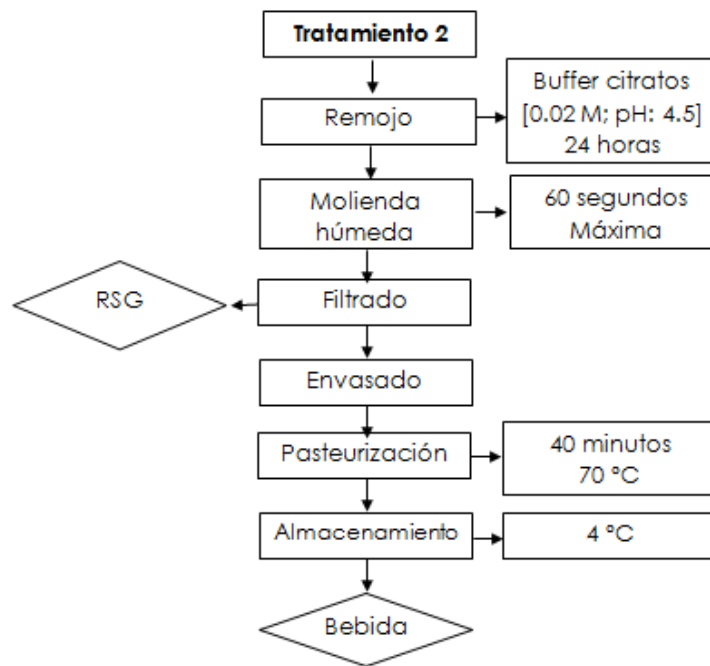 Tratamiento 2
Remojo
Buffer citratos
[0.02 M; pH: 4.5]
24 horas
Molienda
húmeda
60 segundos
Máxima
RSG
Filtrado
Envasado
Pasteurización
40 minutos
70 °C
Almacenamiento
4 °C
Bebida